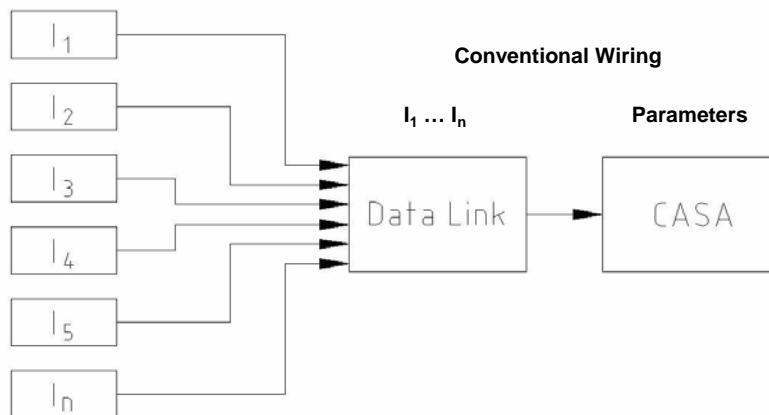 I1
Conventional Wiring
I2
I1 ... In
Parameters
I3
Data Link
CASA
I4
I5
In